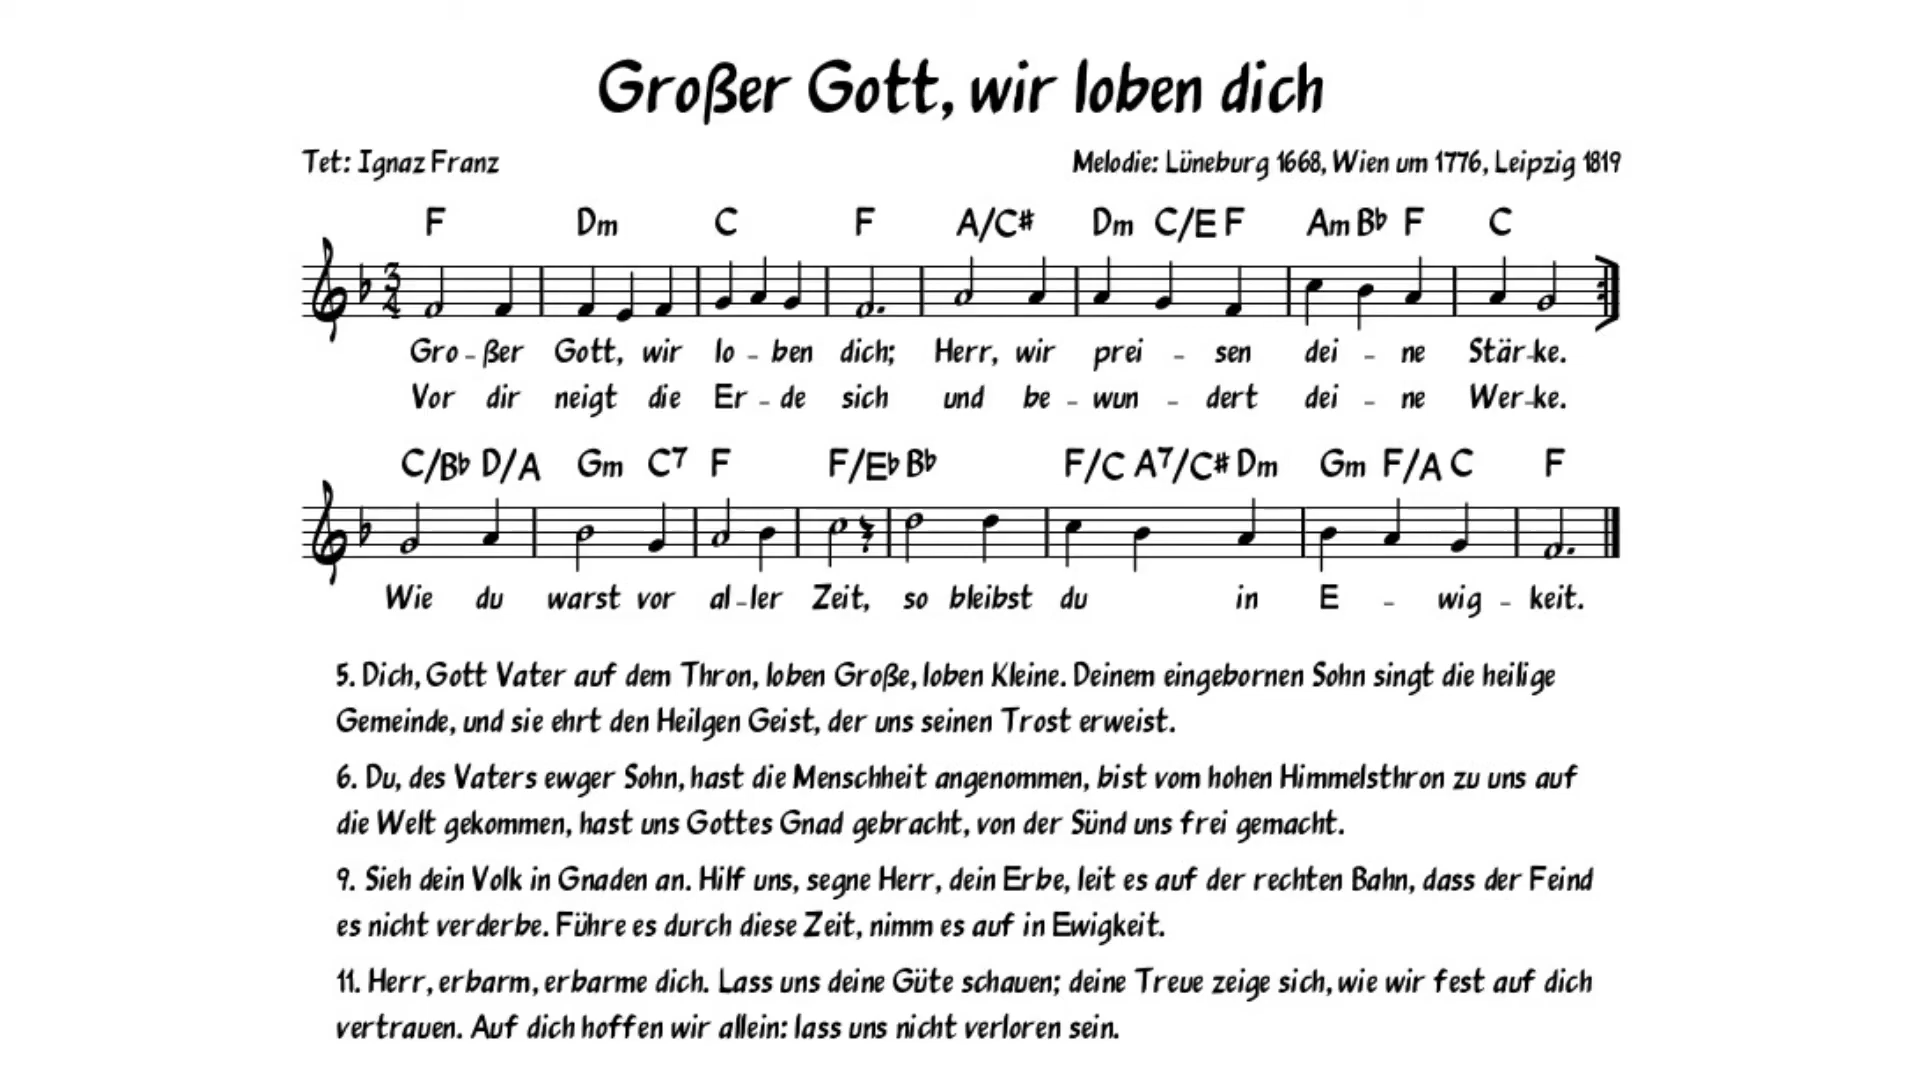 Großer Gott, wir loben dich
Tet: Ignaz Franz
Melodie: Lüneburg 1668, Wien um 1776, Leipzig 1819
F Dm C F A/C# Dm C/E F Am B♭ F C
3
4
Gro - ßer Gott, wir lo - ben dich; Herr, wir prei - sen dei - ne Stär-ke.
Vor dir neigt die Er - de sich und be - wun - dert dei - ne Wer-ke.
C/B♭ D/A Gm C7 F F/E♭ B♭ F/C A7/C# Dm Gm F/A C F
Wie du warst vor al-ler Zeit, so bleibst du in E - wig - keit.
5. Dich, Gott Vater auf dem Thron, loben Große, loben Kleine. Deinem eingebornen Sohn singt die heilige
Gemeinde, und sie ehrt den Heilgen Geist, der uns seinen Trost erweist.
6. Du, des Vaters ewger Sohn, hast die Menschheit angenommen, bist vom hohen Himmelsthron zu uns auf
die Welt gekommen, hast uns Gottes Gnad gebracht, von der Sünd uns frei gemacht.
9. Sieh dein Volk in Gnaden an. Hilf uns, segne Herr, dein Erbe, leit es auf der rechten Bahn, dass der Feind
es nicht verderbe. Führe es durch diese Zeit, nimm es auf in Ewigkeit.
11. Herr, erbarm, erbarme dich. Lass uns deine Güte schauen; deine Treue zeige sich, wie wir fest auf dich
vertrauen. Auf dich hoffen wir allein: lass uns nicht verloren sein.